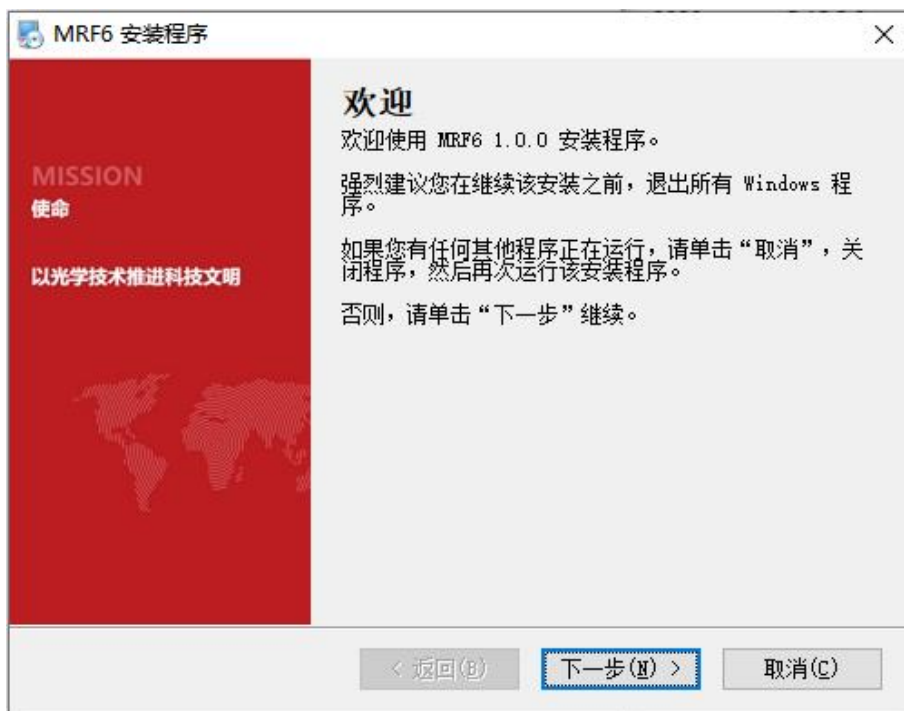 MRF6 安装程序
MISSION
使命
以光学技术推进科技文明
欢迎
欢迎使用 MRF6 1.0.0 安装程序。
强烈建议您在继续该安装之前，退出所有 Windows 程
序。
如果您有任何其他程序正在运行，请单击“取消”，关
闭程序，然后再次运行该安装程序。
否则，请单击“下一步”继续。
< 返回(B)
下一步(N) >
取消(C)